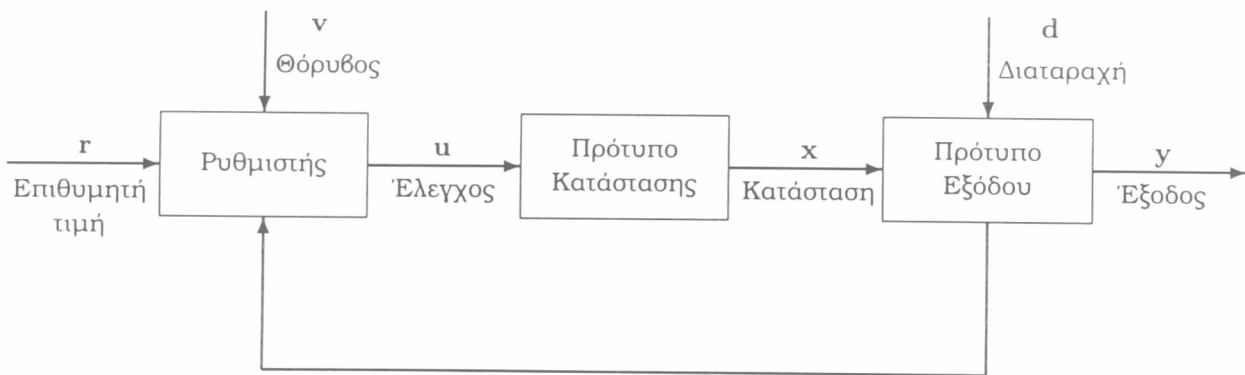 v
Θόρυβος
d
Διαταραχή
r
Επιθυμητή
τιμή
Ρυθμιστής
u
Έλεγχος
Πρότυπο
Κατάστασης
x
Κατάσταση
Πρότυπο
Εξόδου
y
Έξοδος